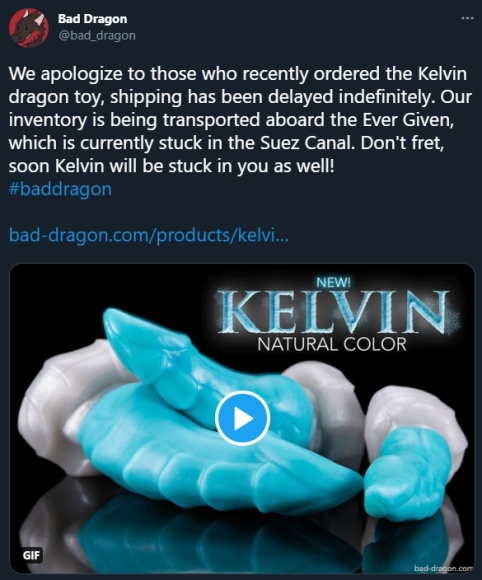 Bad Dragon
@bad_dragon
We apologize to those who recently ordered the Kelvin
dragon toy, shipping has been delayed indefinitely. Our
inventory is being transported aboard the Ever Given,
which is currently stuck in the Suez Canal. Don't fret,
soon Kelvin will be stuck in you as well!
#baddragon
bad-dragon.com/products/kelvi...
NEW!
KELVIN
NATURAL COLOR
GIF
bad-dragon.com